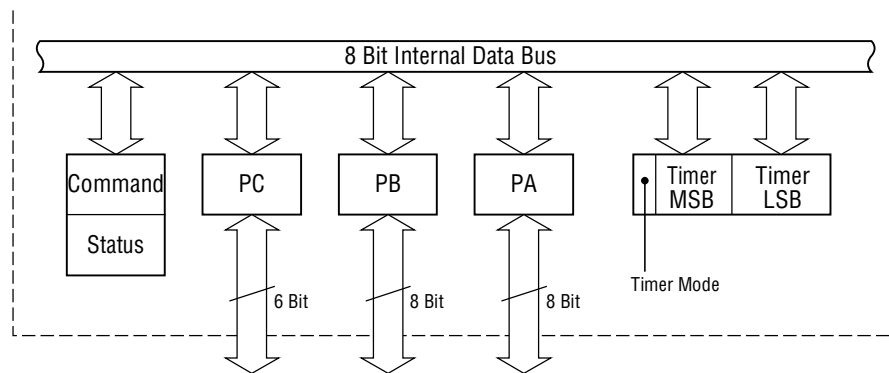 8 Bit Internal Data Bus
Command
Status
PC
PB
PA
Timer
MSB
Timer
LSB
Timer Mode
6 Bit
8 Bit
8 Bit